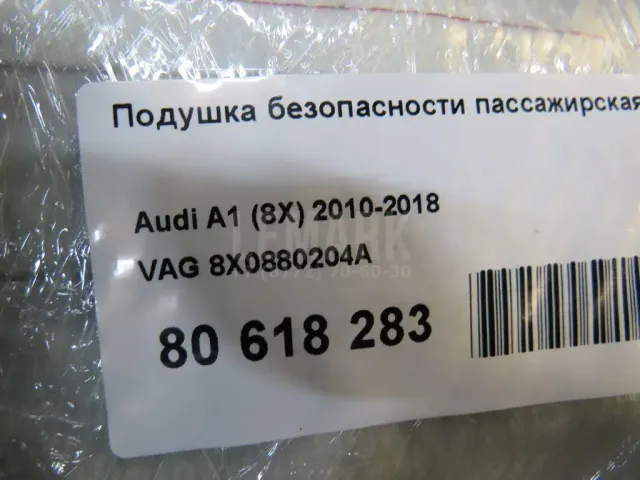 Подушка безопасности пассажирская
Audi A1 (8X) 2010-2018
VAG 8X0880204A
80 618 283